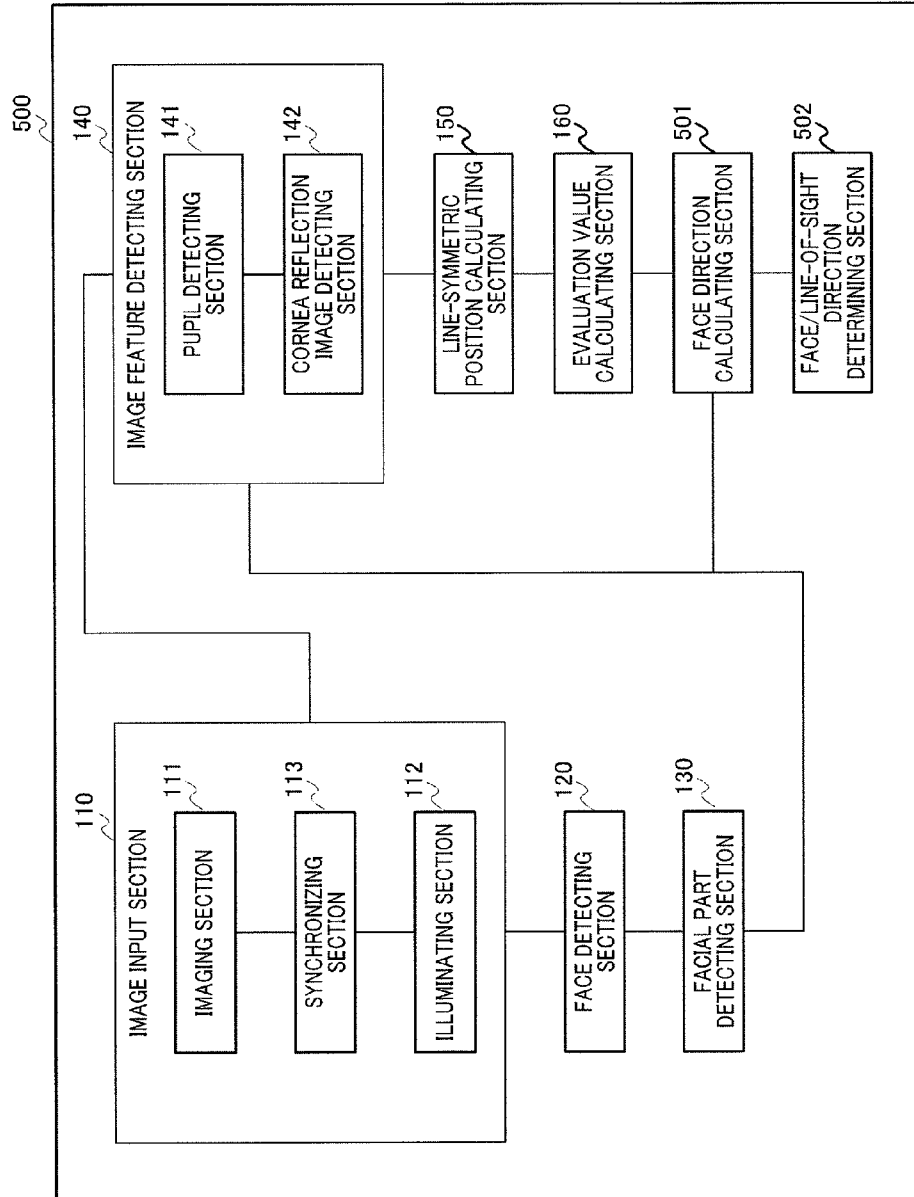 500
110
IMAGE INPUT SECTION
111
IMAGING SECTION
113
SYNCHRONIZING
SECTION
112
ILLUMINATING SECTION
120
FACE DETECTING
SECTION
130
FACIAL PART
DETECTING SECTION
140
IMAGE FEATURE DETECTING SECTION
141
PUPIL DETECTING
SECTION
142
CORNEA REFLECTION
IMAGE DETECTING
SECTION
150
LINE-SYMMETRIC
POSITION CALCULATING
SECTION
160
EVALUATION VALUE
CALCULATING SECTION
501
FACE DIRECTION
CALCULATING SECTION
502
FACE/LINE-OF-SIGHT
DIRECTION
DETERMINING SECTION